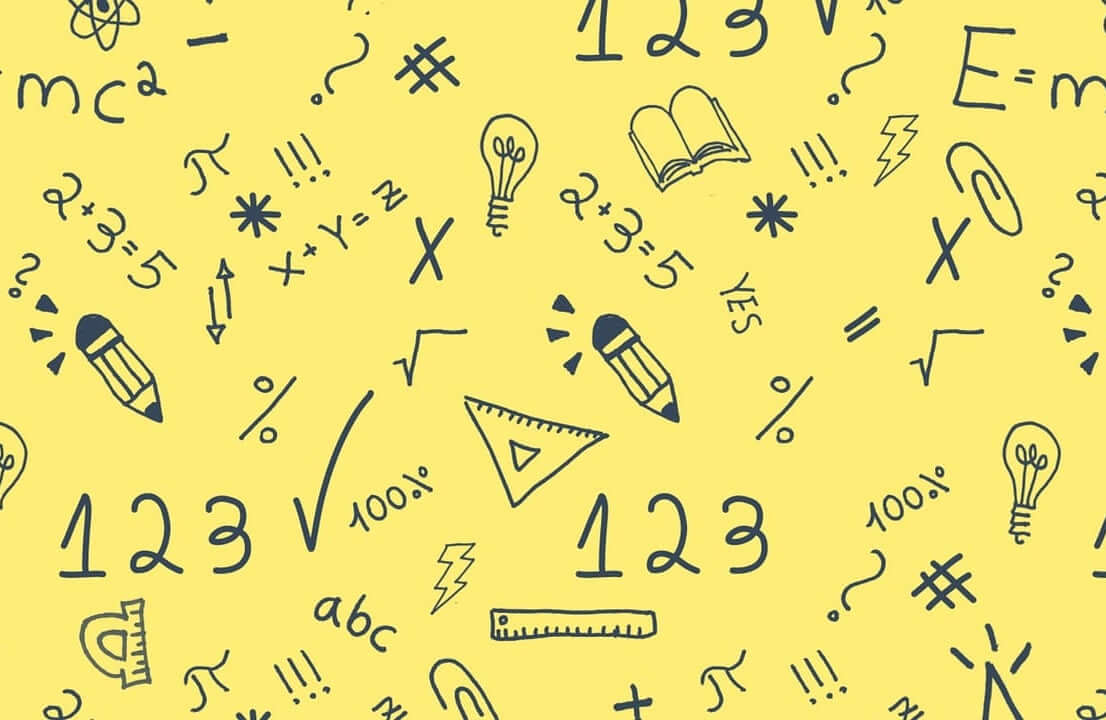 123
mc²
?
#
?
E=m
π
!!!
!!!
2+3=5
*
x+y=z
X
2+3=5
*
X
?
YES
?
√
=
√
%
%
100%
100%
123
√
123
abc
?
#
π
!!!
π
!!!
+